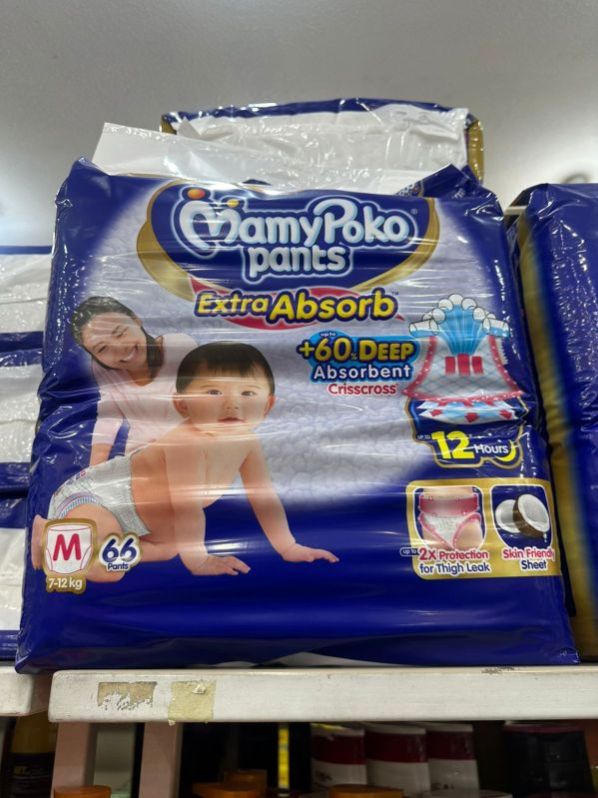 MamyPoko®
pants
Extra Absorb™
up to
+60% DEEP
Absorbent
Crisscross*
UP TO
12 Hours
M
66
Pants
7-12 kg
up to 2X Protection
for Thigh Leak
Skin Friendly
Sheet*